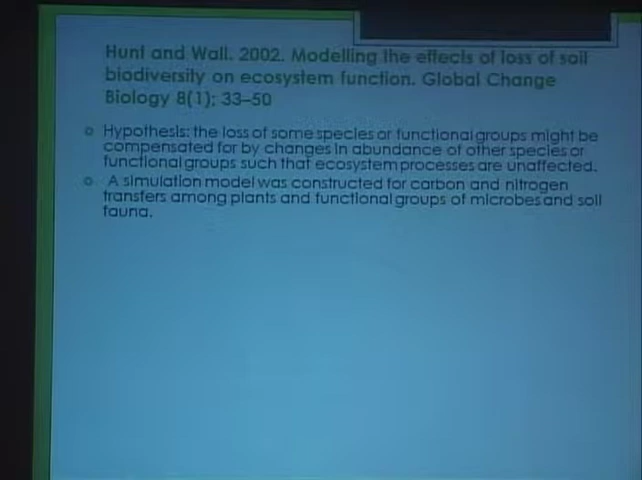 Hunt and Wall. 2002. Modelling the effects of loss of soil
biodiversity on ecosystem function. Global Change
Biology 8(1); 33–50
Hypothesis: the loss of some species or functional groups might be
compensated for by changes in abundance of other species or
functional groups such that ecosystem processes are unaffected.
A simulation model was constructed for carbon and nitrogen
transfers among plants and functional groups of microbes and soil
fauna.